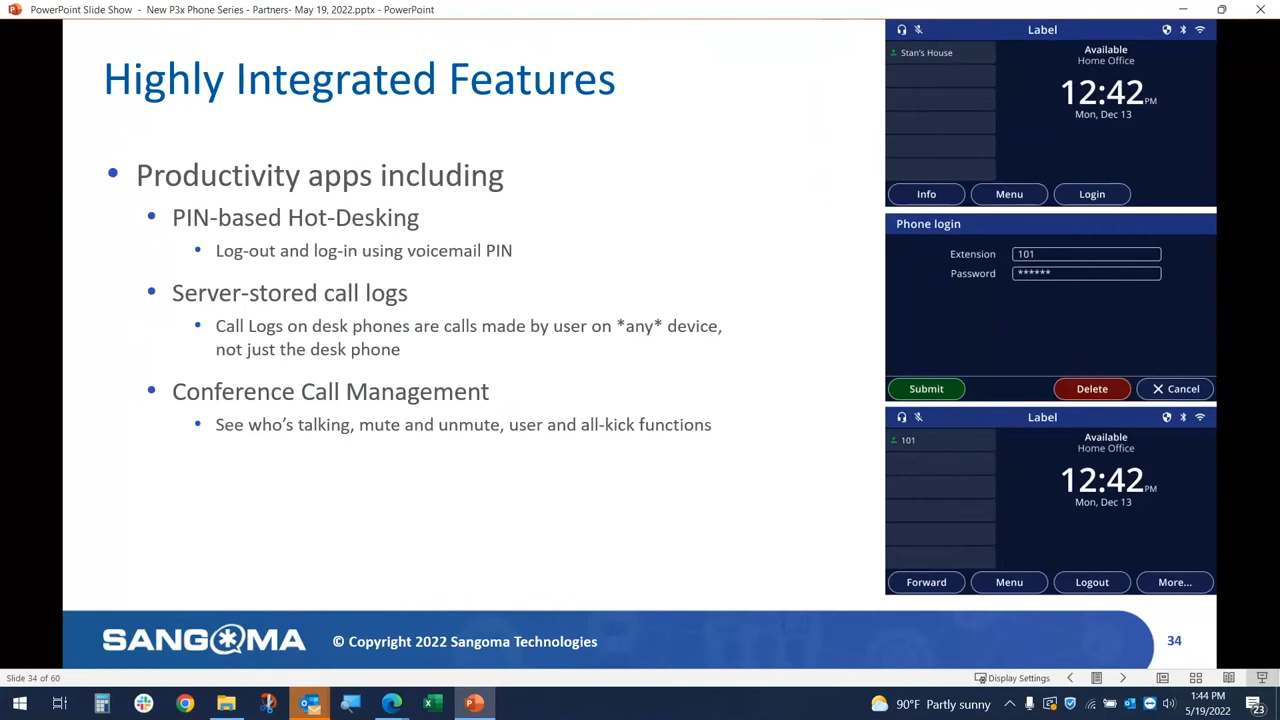 PowerPoint Slide Show - New P3x Phone Series - Partners- May 19, 2022.pptx - PowerPoint
Highly Integrated Features
• Productivity apps including
• PIN-based Hot-Desking
• Log-out and log-in using voicemail PIN
• Server-stored call logs
• Call Logs on desk phones are calls made by user on *any* device,
not just the desk phone
• Conference Call Management
• See who's talking, mute and unmute, user and all-kick functions
Label
Stan's House
Available
Home Office
12:42 PM
Mon, Dec 13
Info Menu Login
Phone login
Extension 101
Password ******
Submit Delete Cancel
Label
101
Available
Home Office
12:42 PM
Mon, Dec 13
Forward Menu Logout More...
SANGOMA © Copyright 2022 Sangoma Technologies 34
Slide 34 of 60 Display Settings
90°F Partly sunny
1:44 PM
5/19/2022
23